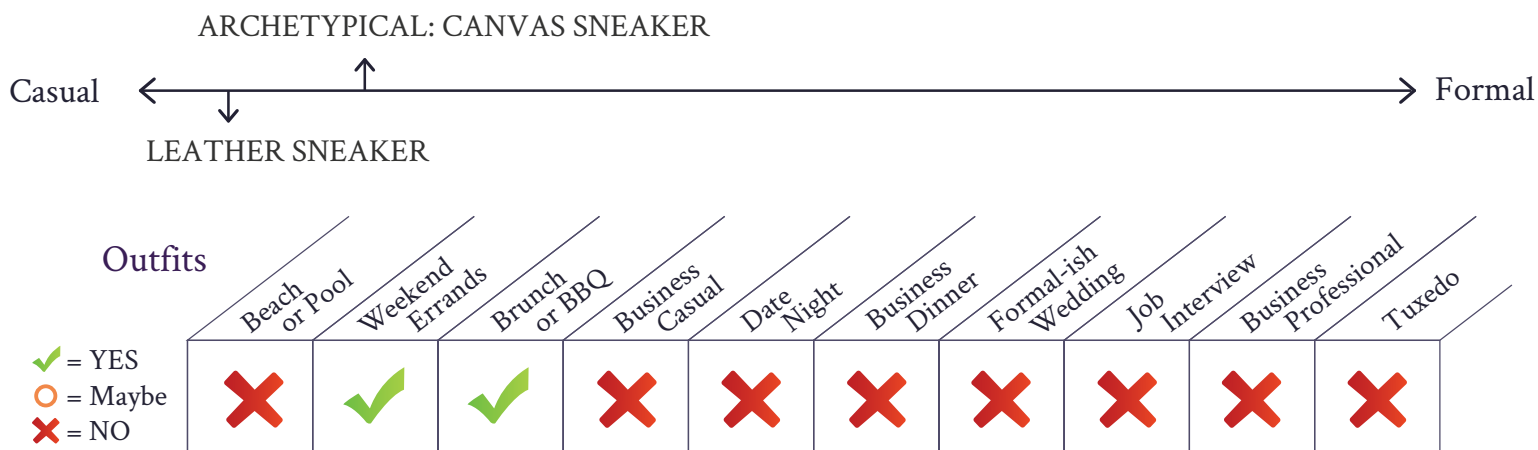 ARCHETYPICAL: CANVAS SNEAKER
Casual
Formal
LEATHER SNEAKER
Outfits
Beach
or Pool
Weekend
Errands
Brunch
or BBQ
Business
Casual
Date
Night
Business
Dinner
Formal-ish
Wedding
Job
Interview
Business
Professional
Tuxedo
= YES
= Maybe
= NO